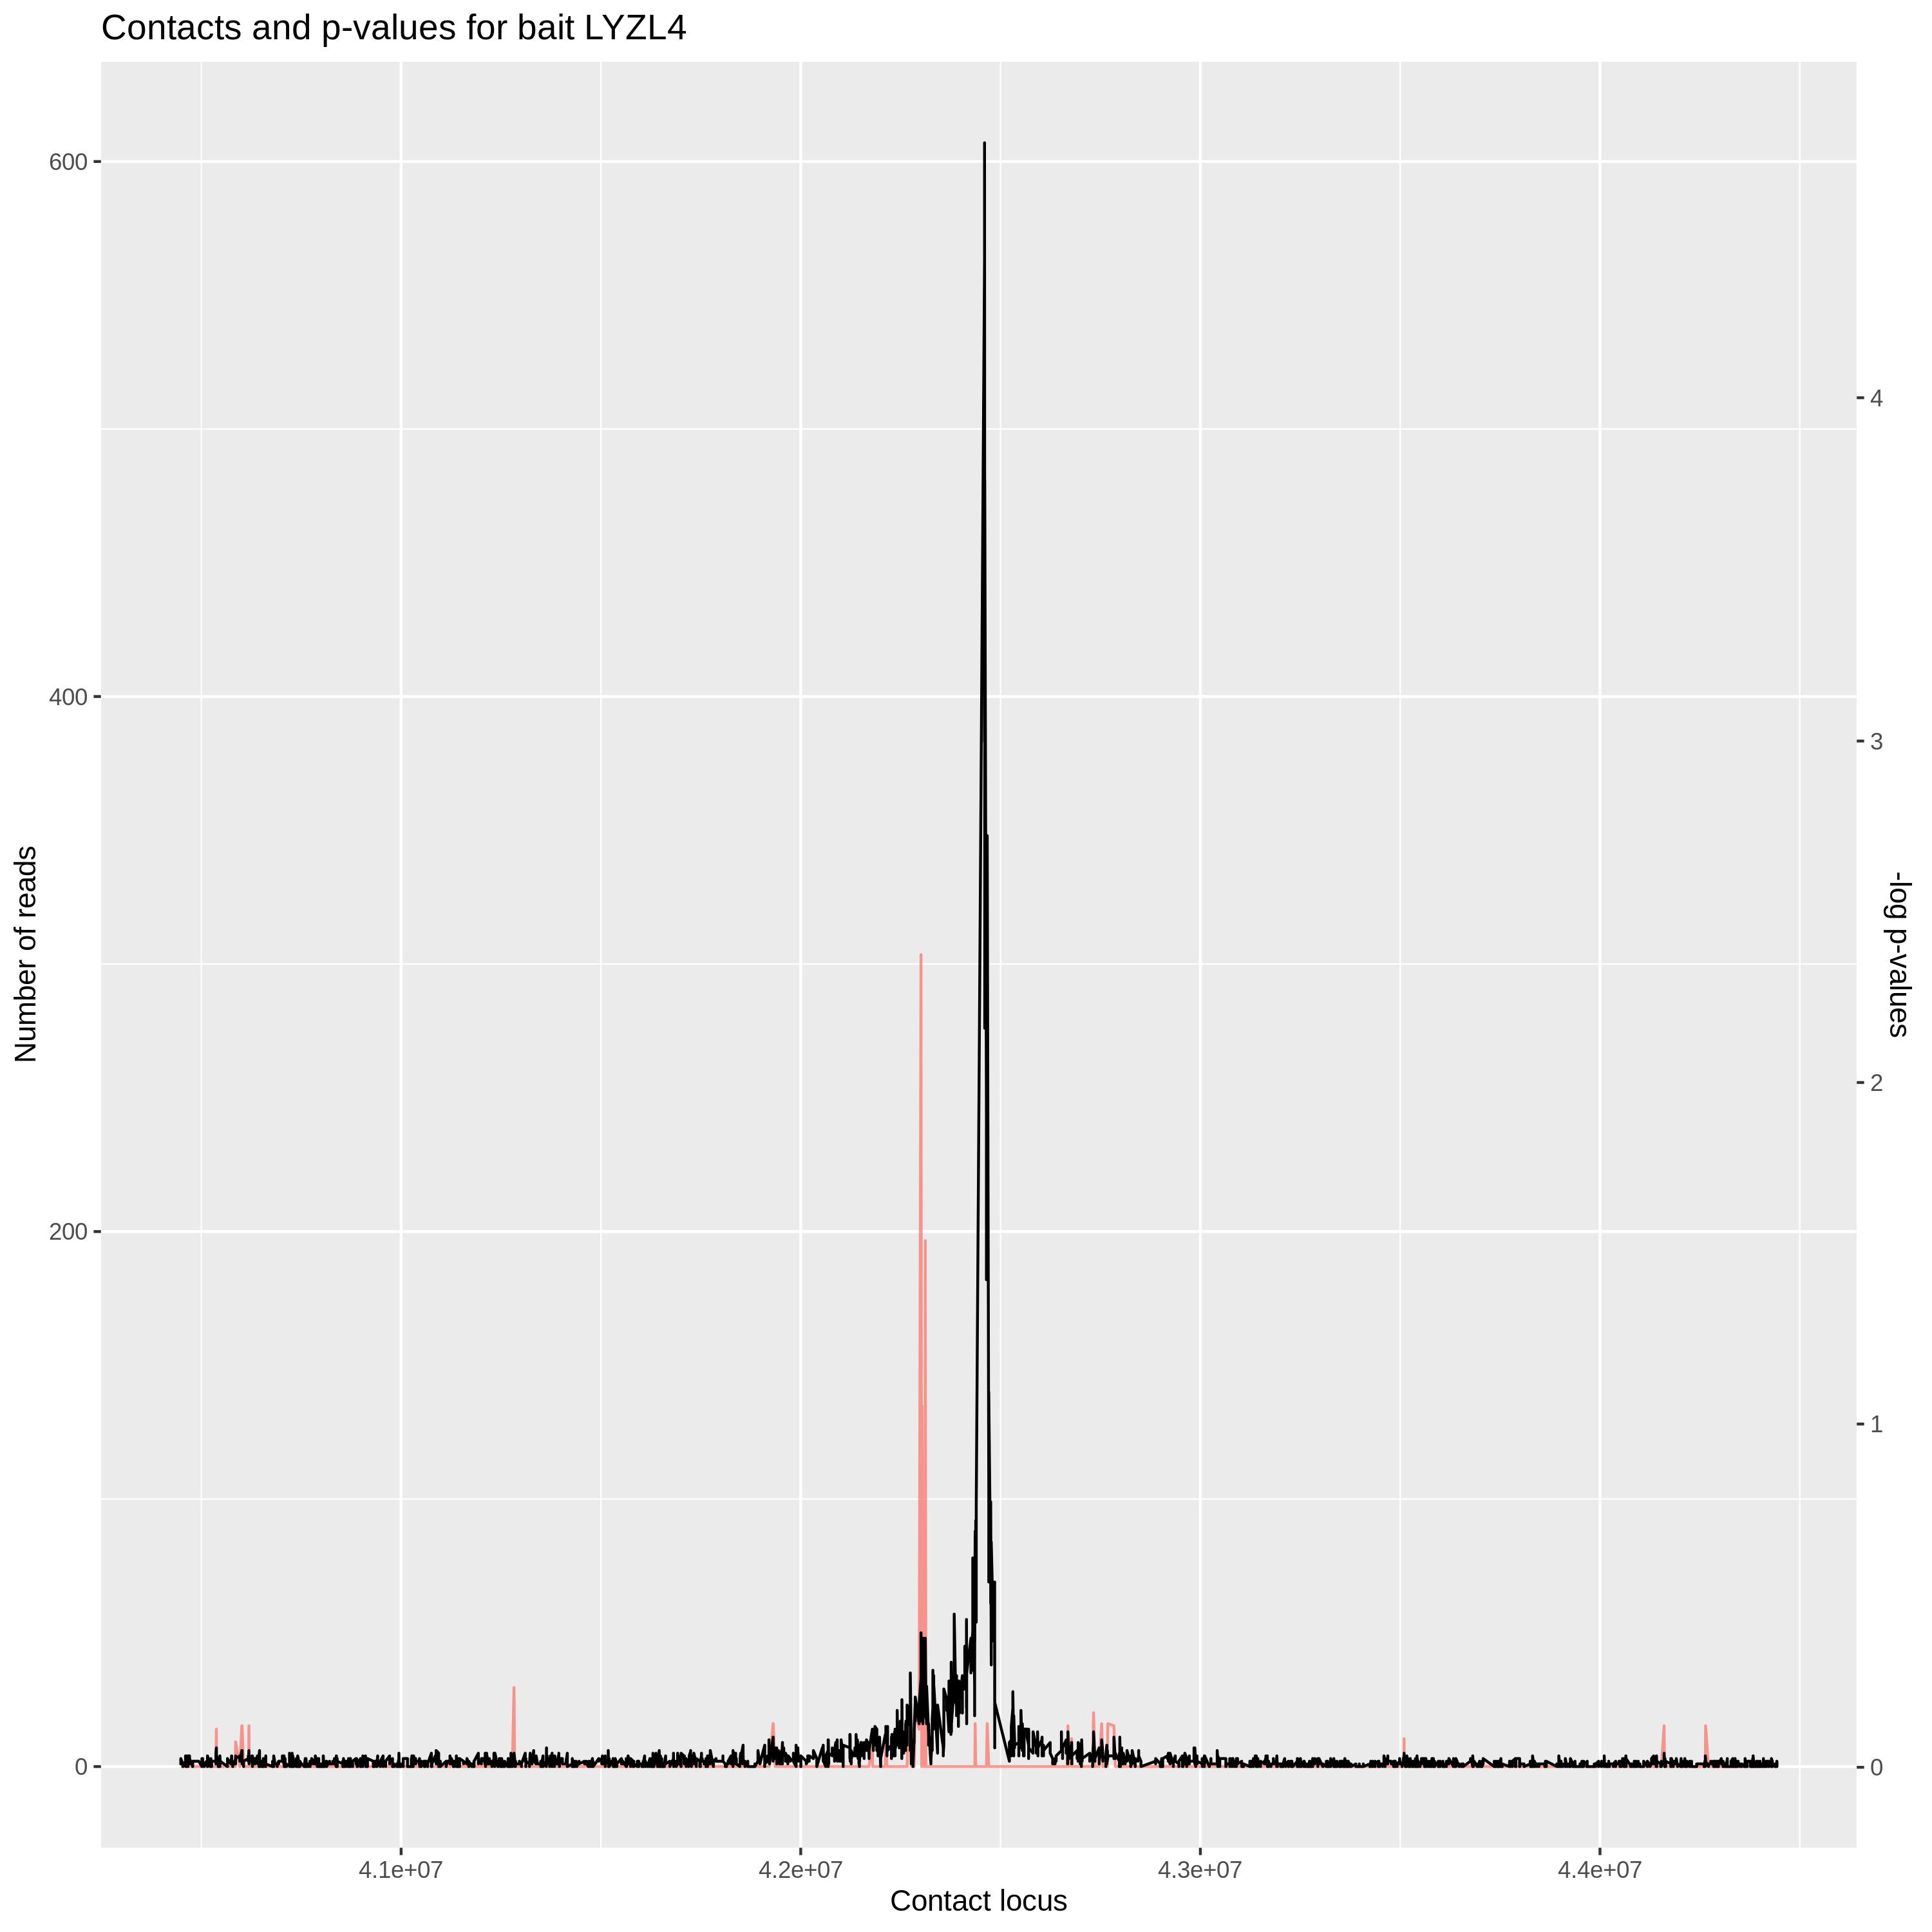 Contacts and p-values for bait LYZL4
600
400
200
0
Number of reads
4
3
2
1
0
-log p-values
4.1e+07
4.2e+07
4.3e+07
4.4e+07
Contact locus